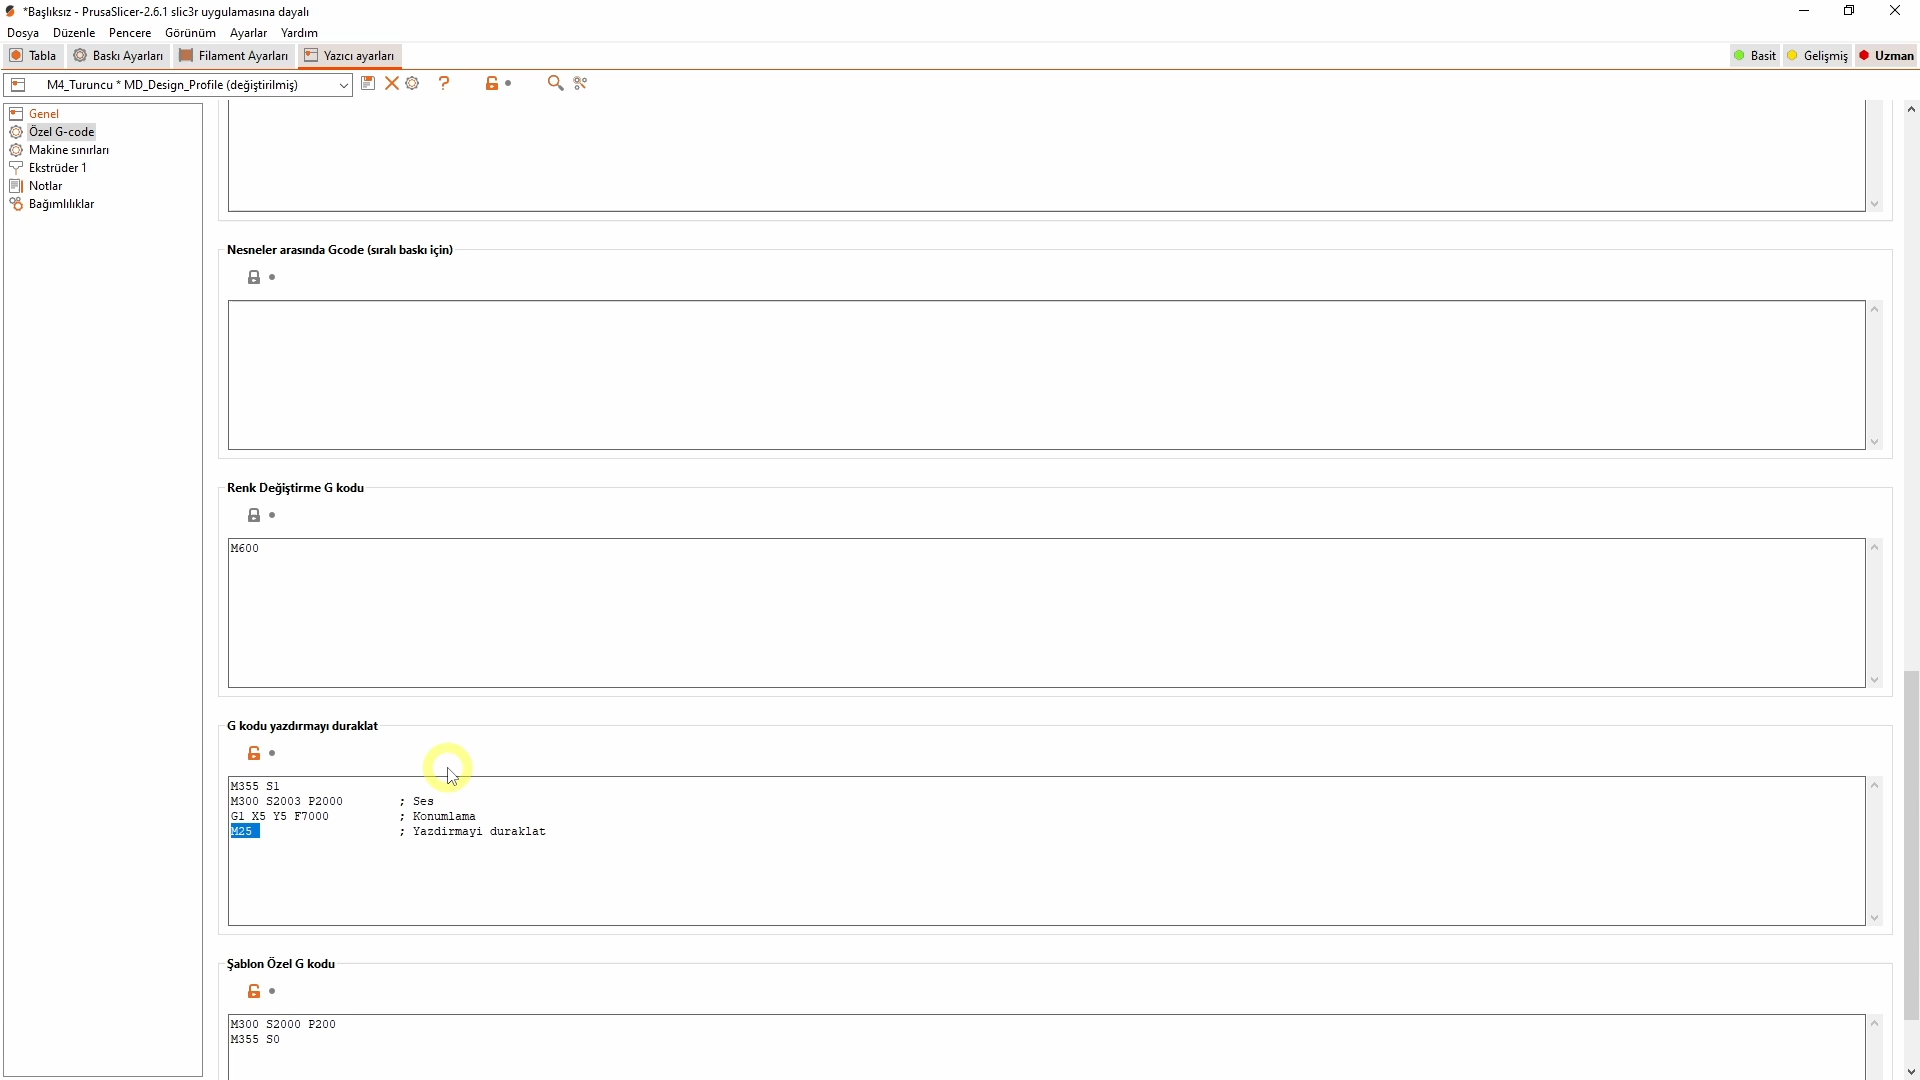 *Başlıksız - PrusaSlicer-2.6.1 slic3r uygulamasına dayalı
Dosya Düzenle Pencere Görünüm Ayarlar Yardım
Tabla Baskı Ayarları Filament Ayarları Yazıcı ayarları Basit Gelişmiş Uzman
M4_Turuncu * MD_Design_Profile (değiştirilmiş)
Genel
Özel G-code
Makine sınırları
Ekstrüder 1
Notlar
Bağımlılıklar
Nesneler arasında Gcode (sıralı baskı için)
Renk Değiştirme G kodu
M600
G kodu yazdırmayı duraklat
M355 S1
M300 S2003 P2000 ; Ses
G1 X5 Y5 F7000 ; Konumlama
M25 ; Yazdirmayi duraklat
Şablon Özel G kodu
M300 S2000 P200
M355 S0